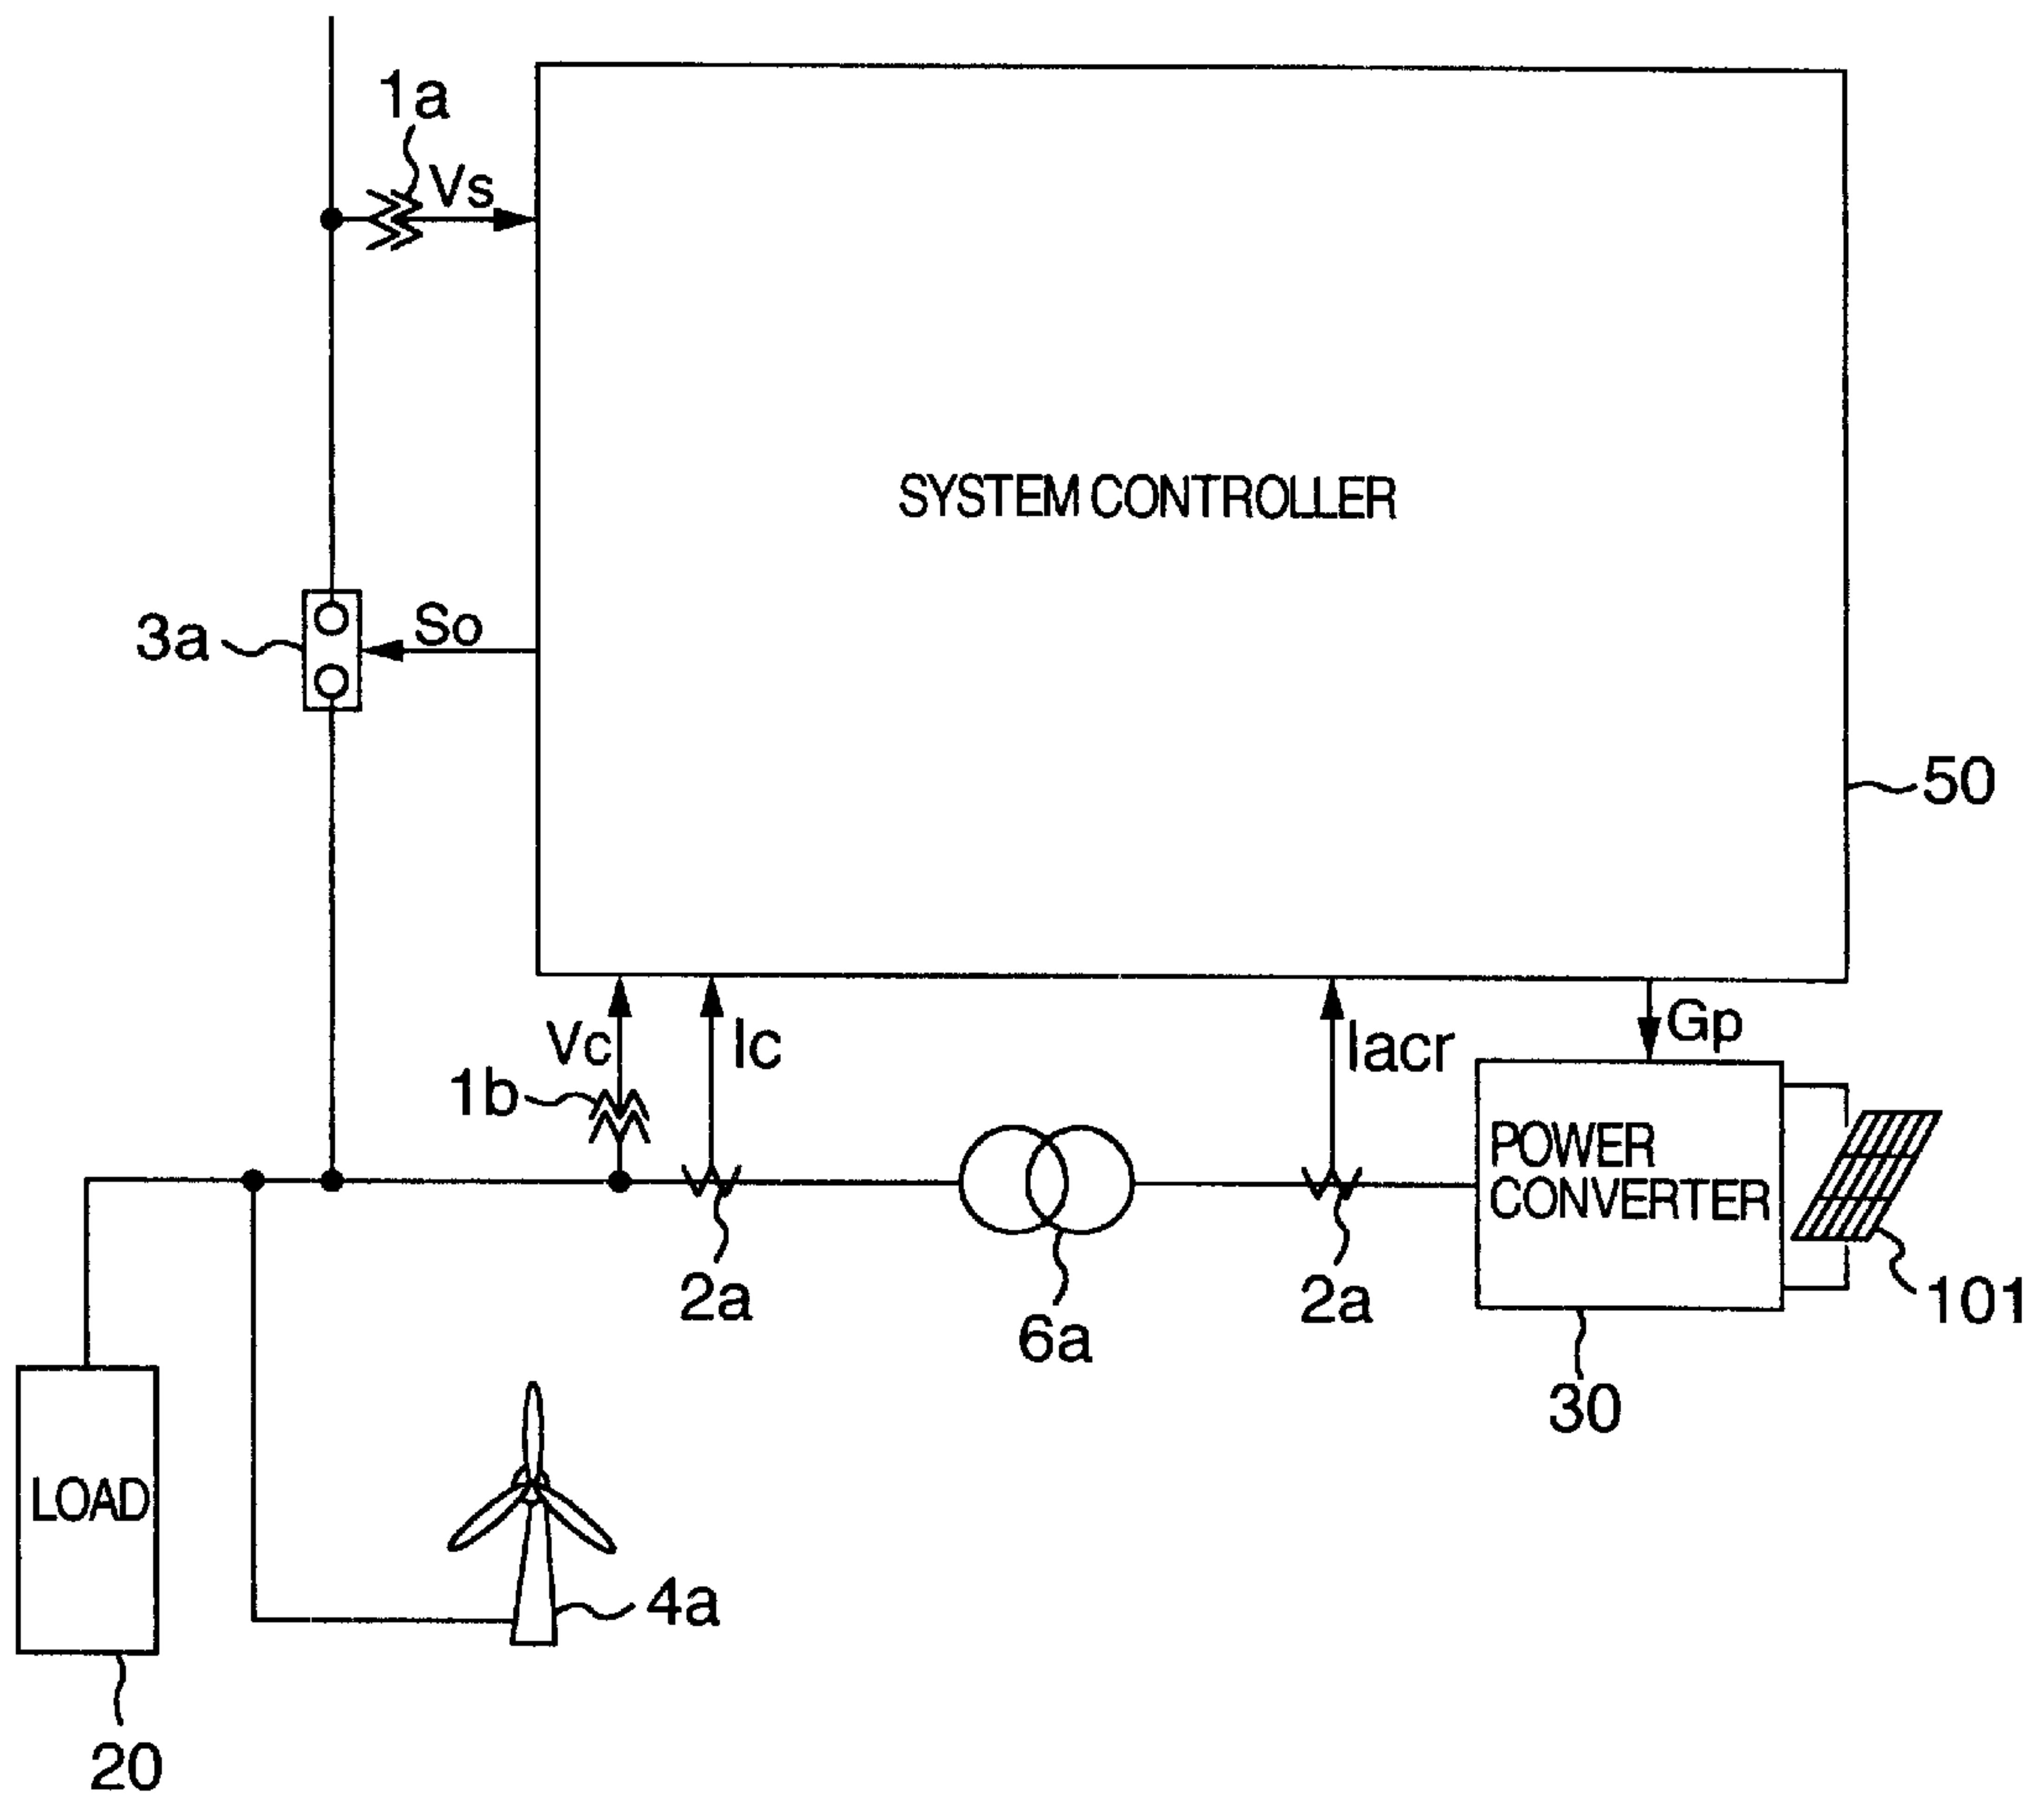 1a
Vs
SYSTEM CONTROLLER
3a
So
50
Vc
Ic
Iacr
Gp
1b
POWER
CONVERTER
2a
6a
2a
101
30
LOAD
4a
20